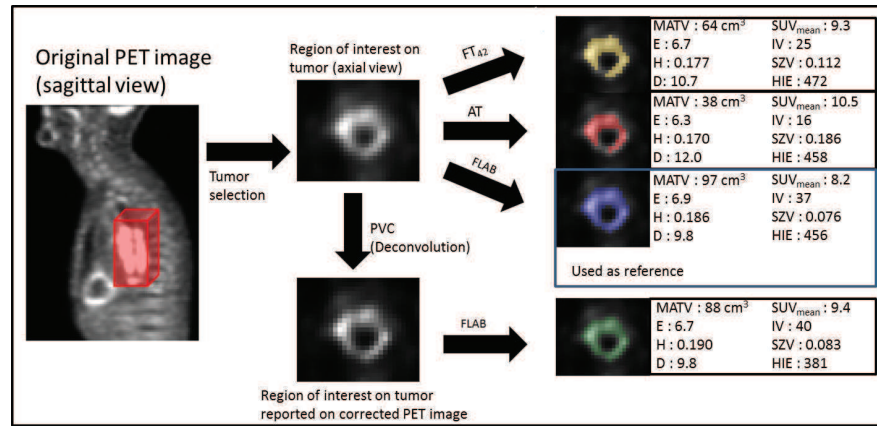 Original PET image
(sagittal view)
Tumor
selection
Region of interest on
tumor (axial view)
FT42
AT
FLAB
PVC
(Deconvolution)
FLAB
Region of interest on tumor
reported on corrected PET image
MATV : 64 cm³ SUVmean : 9.3
E : 6.7 IV : 25
H : 0.177 SZV : 0.112
D: 10.7 HIE : 472
MATV : 38 cm³ SUVmean : 10.5
E : 6.3 IV : 16
H : 0.170 SZV : 0.186
D : 12.0 HIE : 458
MATV : 97 cm³ SUVmean : 8.2
E : 6.9 IV : 37
H : 0.186 SZV : 0.076
D : 9.8 HIE : 456
Used as reference
MATV : 88 cm³ SUVmean : 9.4
E : 6.7 IV : 40
H : 0.190 SZV : 0.083
D : 9.8 HIE : 381